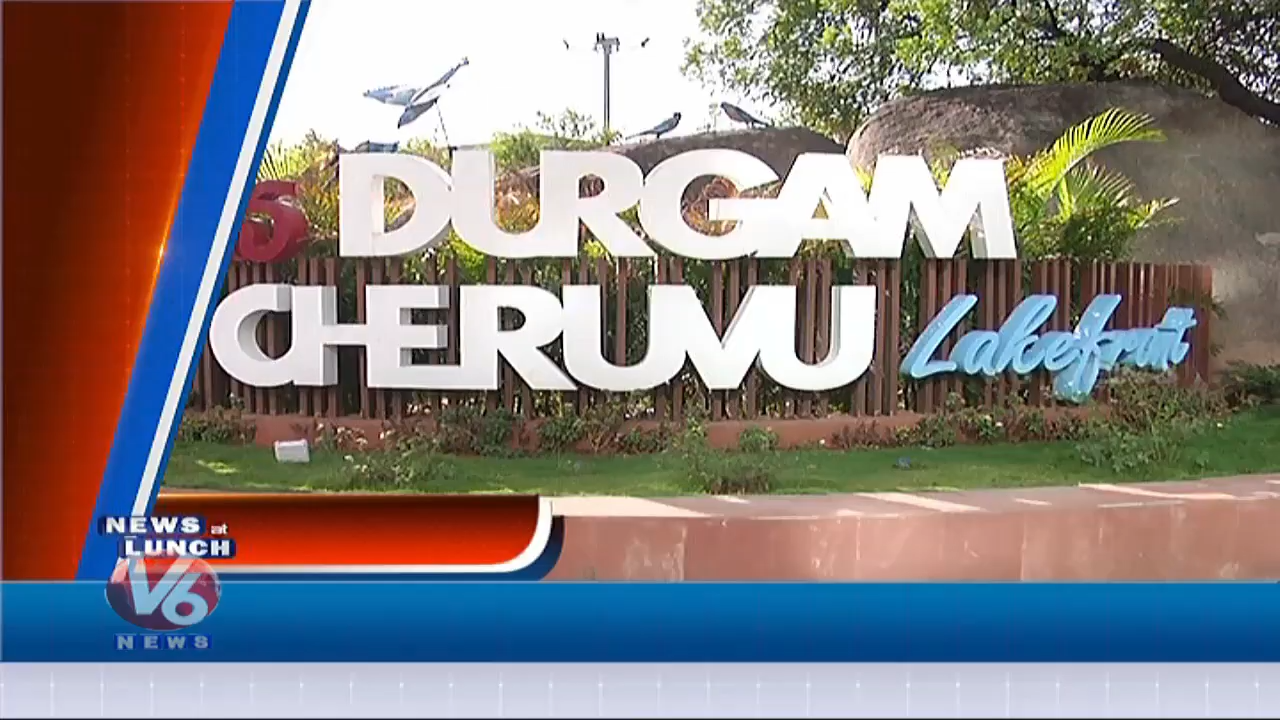 DURGAM
CHERUVU Lakefront
NEWS at
LUNCH
V6
NEWS